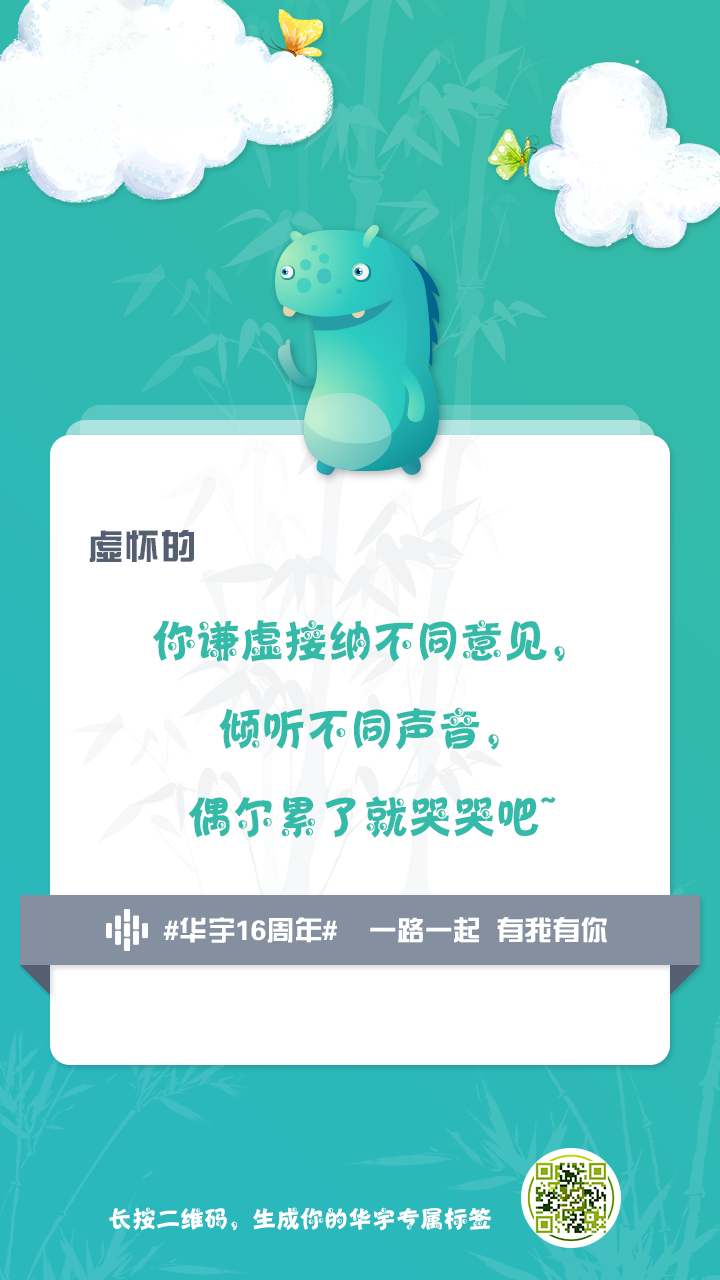 虚怀的
你谦虚接纳不同意见，
倾听不同声音，
偶尔累了就哭哭吧~
#华宇16周年# 一路一起 有我有你
长按二维码，生成你的华宇专属标签